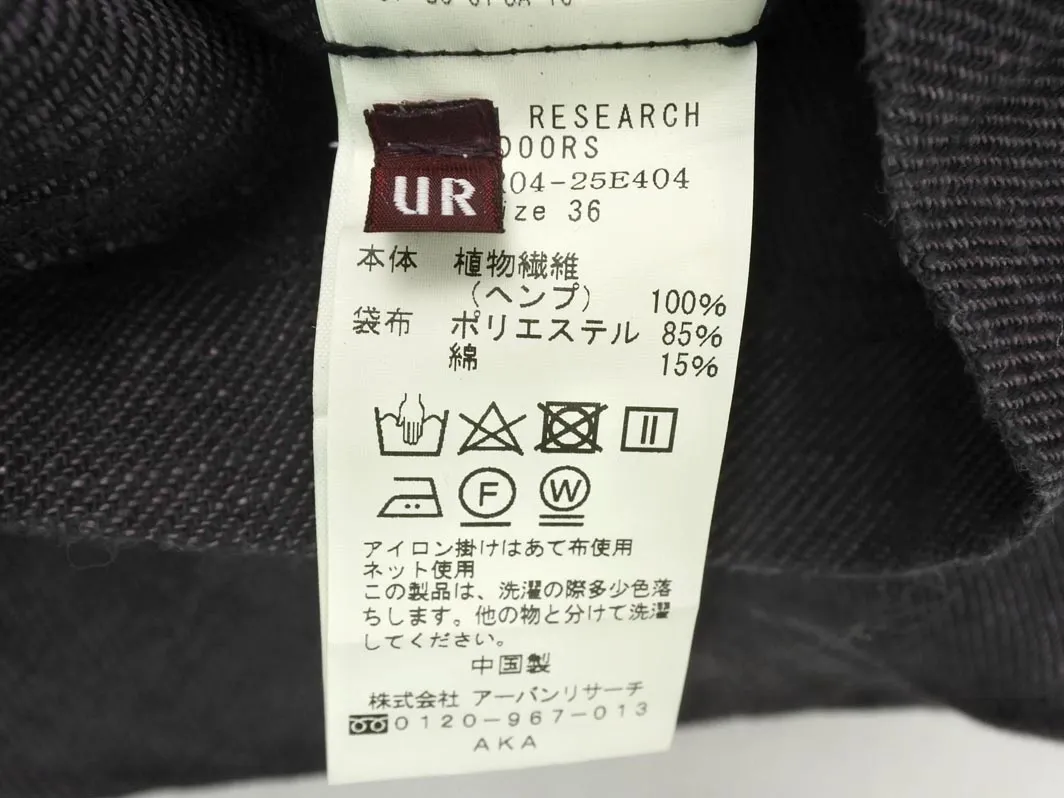 RESEARCH
DOORS
R04-25E404
ize 36
UR
本体 植物繊維
（ヘンプ） 100%
袋布 ポリエステル 85%
綿 15%
F W
アイロン掛けはあて布使用
ネット使用
この製品は、洗濯の際多少色落
ちします。他の物と分けて洗濯
してください。
中国製
株式会社 アーバンリサーチ
0120-967-013
AKA